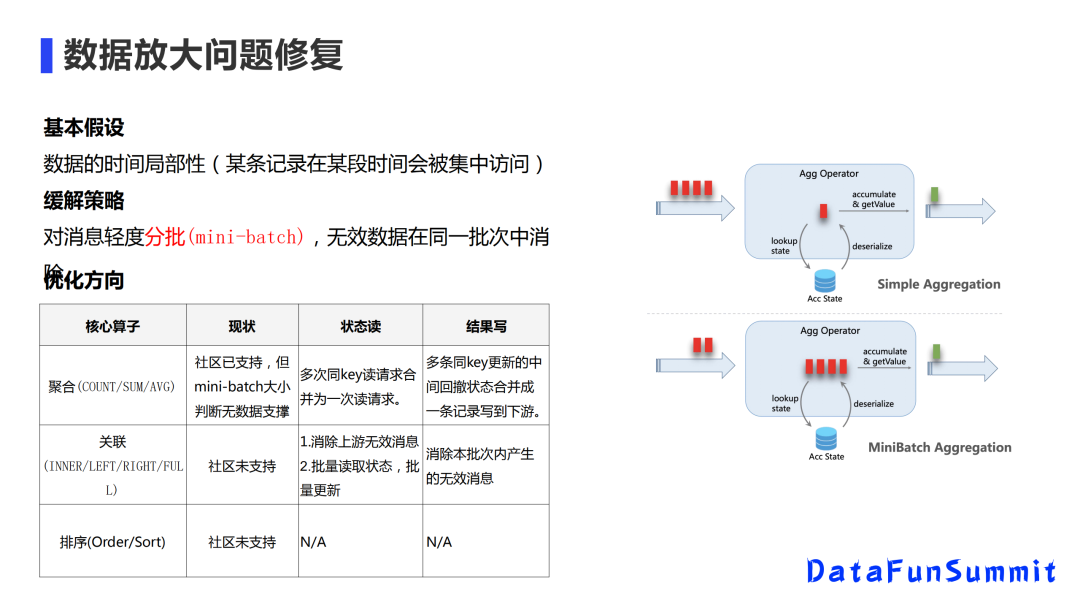 数据放大问题修复
基本假设
数据的时间局部性（某条记录在某段时间会被集中访问）
缓解策略
对消息轻度分批(mini-batch)，无效数据在同一批次中消
除
优化方向
核心算子
现状
状态读
结果写
聚合(COUNT/SUM/AVG)
社区已支持，但
mini-batch大小
判断无数据支撑
多次同key读请求合
并为一次读请求。
多条同key更新的中
间回撤状态合并成
一条记录写到下游。
关联
(INNER/LEFT/RIGHT/FUL
L)
社区未支持
1.消除上游无效消息
2.批量读取状态，批
量更新
消除本批次内产生
的无效消息
排序(Order/Sort)
社区未支持
N/A
N/A
Agg Operator
accumulate
& getValue
lookup
state
deserialize
Acc State
Simple Aggregation
Agg Operator
accumulate
& getValue
lookup
state
deserialize
Acc State
MiniBatch Aggregation
DataFunSummit